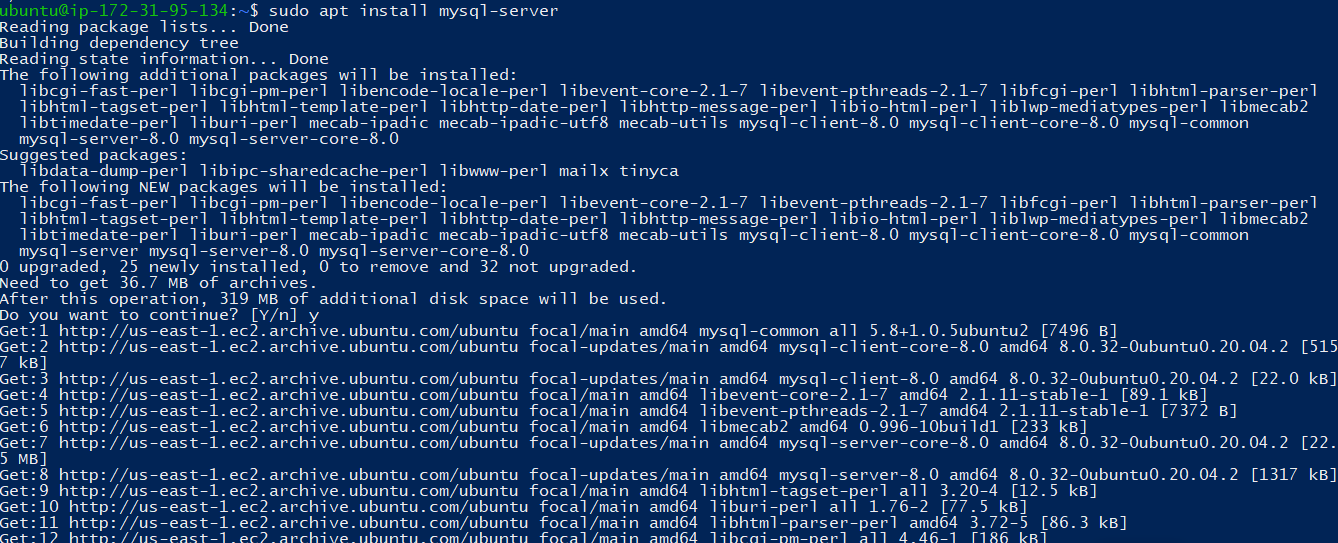 ubuntu@ip-172-31-95-134:~$ sudo apt install mysql-server
Reading package lists... Done
Building dependency tree
Reading state information... Done
The following additional packages will be installed:
  libcgi-fast-perl libcgi-pm-perl libencode-locale-perl libevent-core-2.1-7 libevent-pthreads-2.1-7 libfcgi-perl libhtml-parser-perl
  libhtml-tagset-perl libhtml-template-perl libhttp-date-perl libhttp-message-perl libio-html-perl liblwp-mediatypes-perl libmecab2
  libtimedate-perl liburi-perl mecab-ipadic mecab-ipadic-utf8 mecab-utils mysql-client-8.0 mysql-client-core-8.0 mysql-common
  mysql-server-8.0 mysql-server-core-8.0
Suggested packages:
  libdata-dump-perl libipc-sharedcache-perl libwww-perl mailx tinyca
The following NEW packages will be installed:
  libcgi-fast-perl libcgi-pm-perl libencode-locale-perl libevent-core-2.1-7 libevent-pthreads-2.1-7 libfcgi-perl libhtml-parser-perl
  libhtml-tagset-perl libhtml-template-perl libhttp-date-perl libhttp-message-perl libio-html-perl liblwp-mediatypes-perl libmecab2
  libtimedate-perl liburi-perl mecab-ipadic mecab-ipadic-utf8 mecab-utils mysql-client-8.0 mysql-client-core-8.0 mysql-common
  mysql-server mysql-server-8.0 mysql-server-core-8.0
0 upgraded, 25 newly installed, 0 to remove and 32 not upgraded.
Need to get 36.7 MB of archives.
After this operation, 319 MB of additional disk space will be used.
Do you want to continue? [Y/n] y
Get:1 http://us-east-1.ec2.archive.ubuntu.com/ubuntu focal/main amd64 mysql-common all 5.8+1.0.5ubuntu2 [7496 B]
Get:2 http://us-east-1.ec2.archive.ubuntu.com/ubuntu focal-updates/main amd64 mysql-client-core-8.0 amd64 8.0.32-0ubuntu0.20.04.2 [515
7 kB]
Get:3 http://us-east-1.ec2.archive.ubuntu.com/ubuntu focal-updates/main amd64 mysql-client-8.0 amd64 8.0.32-0ubuntu0.20.04.2 [22.0 kB]
Get:4 http://us-east-1.ec2.archive.ubuntu.com/ubuntu focal/main amd64 libevent-core-2.1-7 amd64 2.1.11-stable-1 [89.1 kB]
Get:5 http://us-east-1.ec2.archive.ubuntu.com/ubuntu focal/main amd64 libevent-pthreads-2.1-7 amd64 2.1.11-stable-1 [7372 B]
Get:6 http://us-east-1.ec2.archive.ubuntu.com/ubuntu focal/main amd64 libmecab2 amd64 0.996-10build1 [233 kB]
Get:7 http://us-east-1.ec2.archive.ubuntu.com/ubuntu focal-updates/main amd64 mysql-server-core-8.0 amd64 8.0.32-0ubuntu0.20.04.2 [22.
5 MB]
Get:8 http://us-east-1.ec2.archive.ubuntu.com/ubuntu focal-updates/main amd64 mysql-server-8.0 amd64 8.0.32-0ubuntu0.20.04.2 [1317 kB]
Get:9 http://us-east-1.ec2.archive.ubuntu.com/ubuntu focal/main amd64 libhtml-tagset-perl all 3.20-4 [12.5 kB]
Get:10 http://us-east-1.ec2.archive.ubuntu.com/ubuntu focal/main amd64 liburi-perl all 1.76-2 [77.5 kB]
Get:11 http://us-east-1.ec2.archive.ubuntu.com/ubuntu focal/main amd64 libhtml-parser-perl amd64 3.72-5 [86.3 kB]
Get:12 http://us-east-1.ec2.archive.ubuntu.com/ubuntu focal/main amd64 libcgi-pm-perl all 4.46-1 [186 kB]